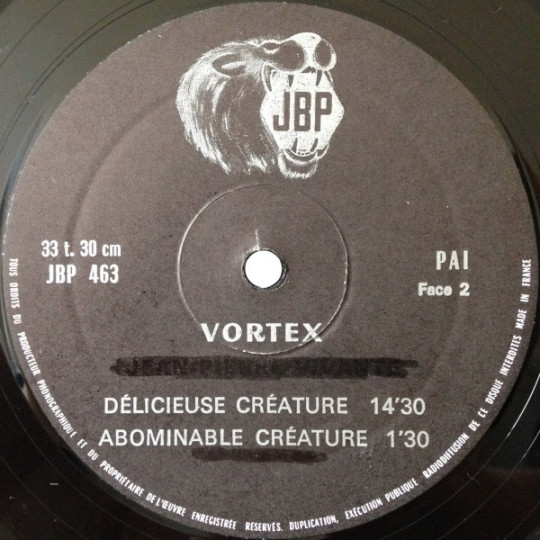 JBP
33 t. 30 cm
JBP 463
PAI
Face 2
VORTEX
JEAN-PIERRE
DÉLICIEUSE CRÉATURE 14'30
ABOMINABLE CRÉATURE 1'30
TOUS DROITS DU PRODUCTEUR PHONOGRAPHIQUE ET DU PROPRIÉTAIRE DE L'ŒUVRE ENREGISTRÉE RÉSERVÉS. DUPLICATION, EXÉCUTION PUBLIQUE, RADIODIFFUSION DE CE DISQUE INTERDITES MADE IN FRANCE